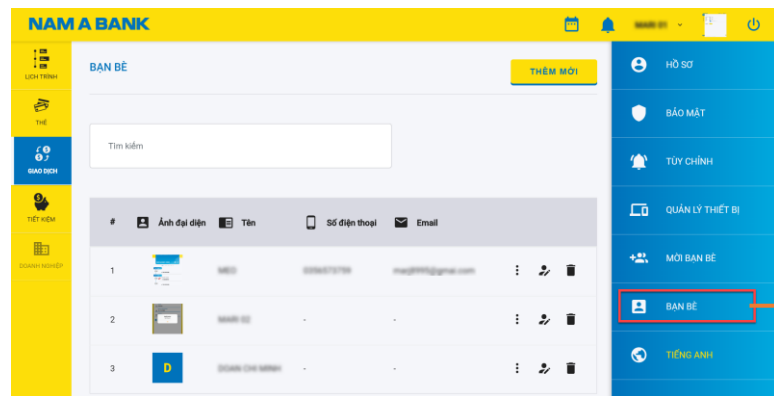 NAM A BANK
LỊCH TRÌNH
THẺ
GIAO DỊCH
TIẾT KIỆM
DOANH NGHIỆP
BẠN BÈ
THÊM MỚI
Tìm kiếm
# Ảnh đại diện Tên Số điện thoại Email
1
2 - -
3 D - -
HỒ SƠ
BẢO MẬT
TÙY CHỈNH
QUẢN LÝ THIẾT BỊ
MỜI BẠN BÈ
BẠN BÈ
TIẾNG ANH